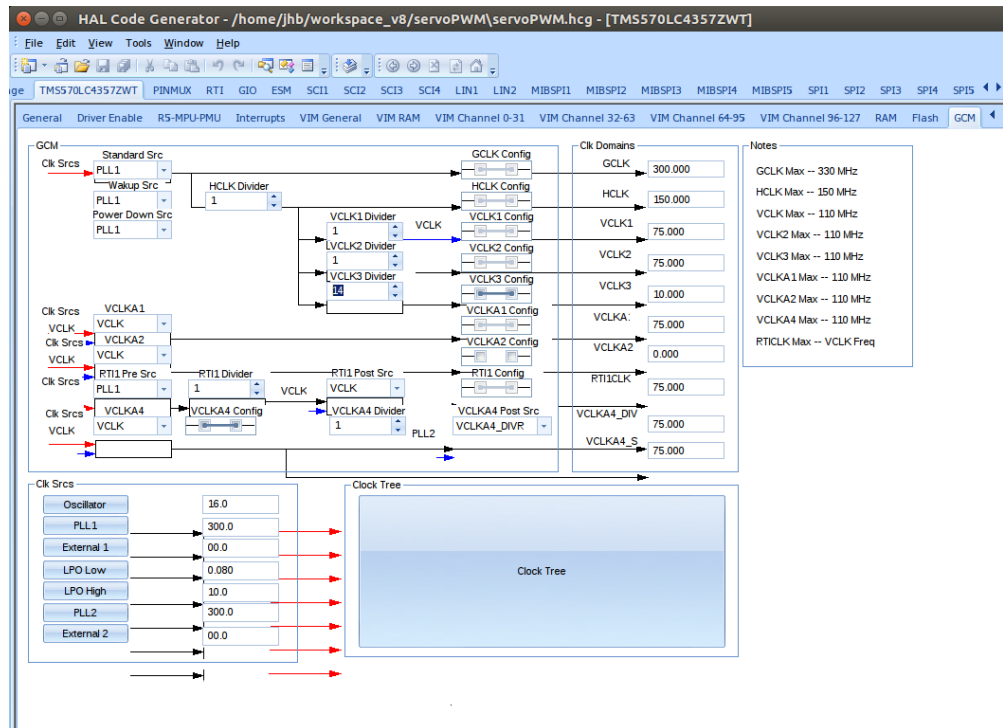 HAL Code Generator - /home/jhb/workspace_v8/servoPWM\servoPWM.hcg - [TMS570LC4357ZWT]
File Edit View Tools Window Help
ge TMS570LC4357ZWT PINMUX RTI GIO ESM SCI1 SCI2 SCI3 SCI4 LIN1 LIN2 MIBSPI1 MIBSPI2 MIBSPI3 MIBSPI4 MIBSPI5 SPI1 SPI2 SPI3 SPI4 SPI5
General Driver Enable R5-MPU-PMU Interrupts VIM General VIM RAM VIM Channel 0-31 VIM Channel 32-63 VIM Channel 64-95 VIM Channel 96-127 RAM Flash GCM
GCM
Clk Srcs
Standard Src
PLL1
Wakup Src
PLL1
Power Down Src
PLL1
HCLK Divider
1
VCLK1 Divider
1
VCLK
VCLK2 Divider
1
VCLK3 Divider
14
GCLK Config
HCLK Config
VCLK1 Config
VCLK2 Config
VCLK3 Config
VCLKA1 Config
VCLKA2 Config
RTI1 Config
Clk Srcs
VCLKA1
VCLK
VCLK
Clk Srcs
VCLKA2
VCLK
VCLK
Clk Srcs
RTI1 Pre Src
PLL1
RTI1 Divider
1
VCLK
RTI1 Post Src
VCLK
Clk Srcs
VCLKA4
VCLK
VCLK
VCLKA4 Config
VCLKA4 Divider
1
PLL2
VCLKA4 Post Src
VCLKA4_DIVR
Clk Domains
GCLK 300.000
HCLK 150.000
VCLK1 75.000
VCLK2 75.000
VCLK3 10.000
VCLKA: 75.000
VCLKA2 0.000
RTI1CLK 75.000
VCLKA4_DIV 75.000
VCLKA4_S 75.000
Notes
GCLK Max -- 330 MHz
HCLK Max -- 150 MHz
VCLK Max -- 110 MHz
VCLK2 Max -- 110 MHz
VCLK3 Max -- 110 MHz
VCLKA1 Max -- 110 MHz
VCLKA2 Max -- 110 MHz
VCLKA4 Max -- 110 MHz
RTICLK Max -- VCLK Freq
Clk Srcs
Oscillator 16.0
PLL1 300.0
External 1 00.0
LPO Low 0.080
LPO High 10.0
PLL2 300.0
External 2 00.0
Clock Tree
Clock Tree